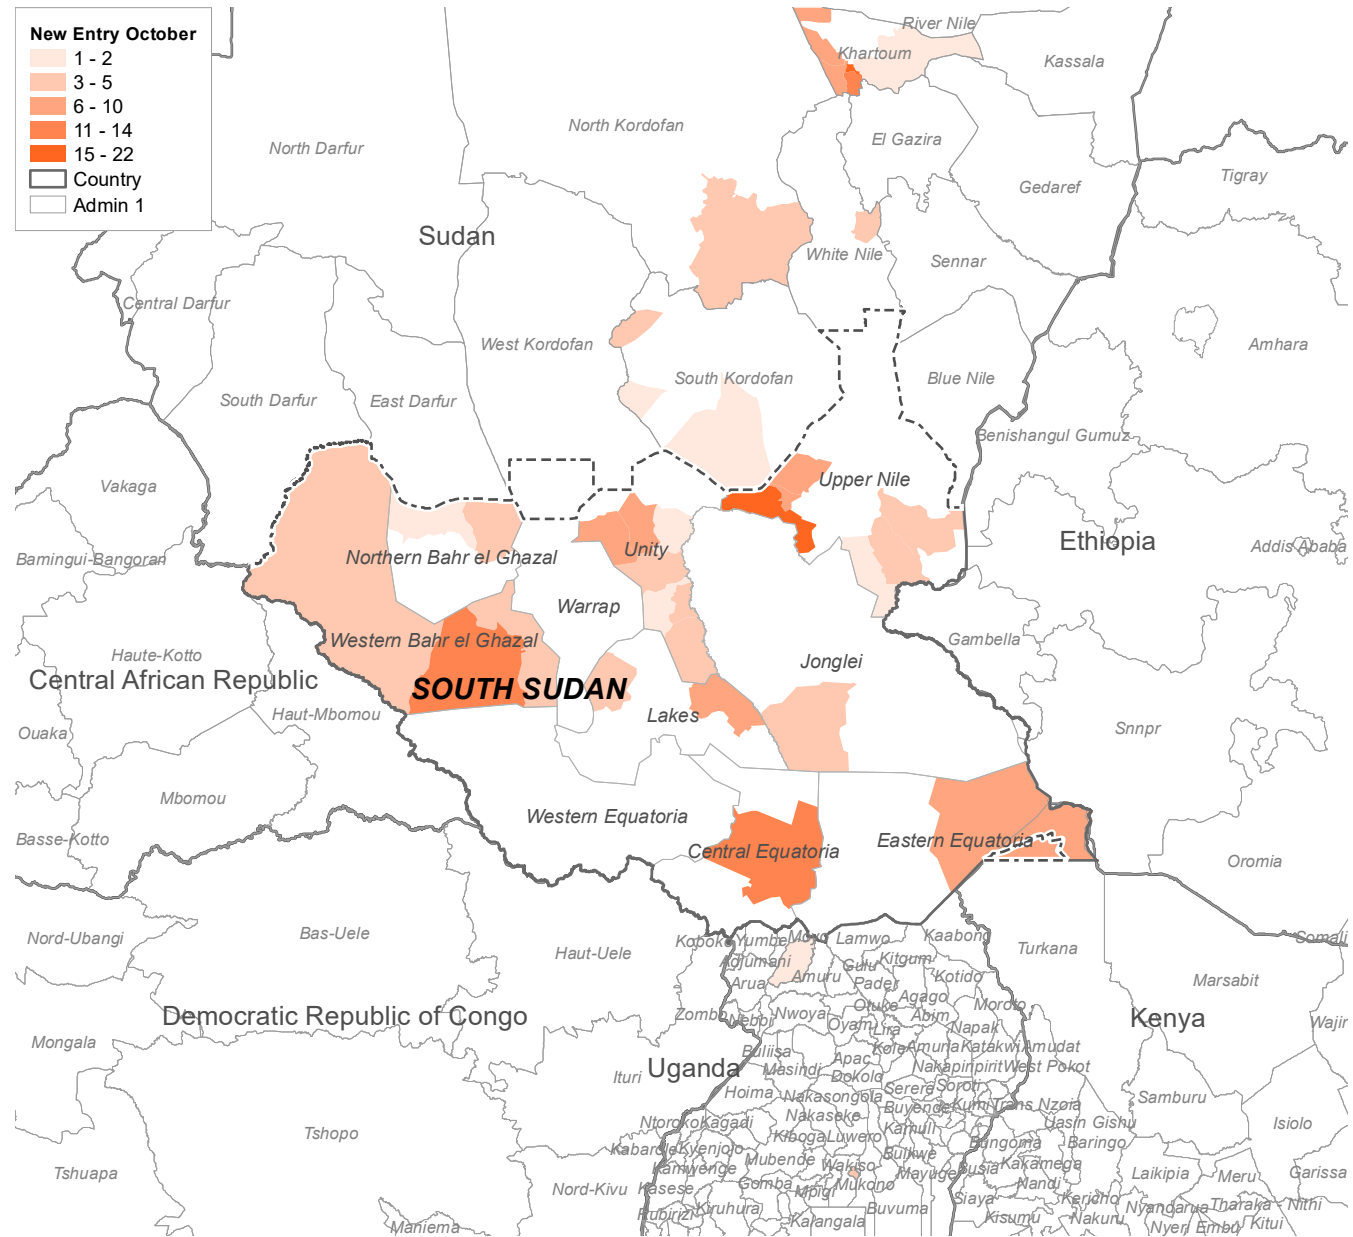 New Entry October
1 - 2
3 - 5
6 - 10
11 - 14
15 - 22
Country
Admin 1
River Nile
Khartoum
Kassala
North Kordofan
El Gazira
North Darfur
Tigray
Gedaref
Sudan
White Nile
Sennar
Central Darfur
West Kordofan
Amhara
South Kordofan
Blue Nile
South Darfur
East Darfur
Benishangul Gumuz
Upper Nile
Vakaga
Ethiopia
Addis Ababa
Unity
Northern Bahr el Ghazal
Bamingui-Bangoran
Warrap
Western Bahr el Ghazal
Gambella
Haute-Kotto
Jonglei
Central African Republic
SOUTH SUDAN
Haut-Mbomou
Lakes
Ouaka
Snnpr
Mbomou
Western Equatoria
Basse-Kotto
Eastern Equatoria
Central Equatoria
Oromia
Bas-Uele
Nord-Ubangi
Haut-Uele
Koboko
Yumbe
Moyo
Lamwo
Kaabong
Somali
Turkana
Adjumani
Gulu
Kitgum
Arua
Amuru
Pader
Kotido
Marsabit
Agago
Otuke
Abim
Moroto
Zombo
Nebbi
Nwoya
Oyam
Lira
Napak
Democratic Republic of Congo
Kenya
Wajir
Mongala
Buliisa
Kole
Amuria
Katakwi
Amudat
Apac
Masindi
Dokolo
Nakapiripirit
West Pokot
Uganda
Ituri
Hoima
Nakasongola
Serere
Soroti
Samburu
Buyende
Kumi
Trans Nzoia
Nakaseke
Ntoroko
Kagadi
Kamuli
Uasin Gishu
Isiolo
Tshopo
Kiboga
Luwero
Bungoma
Baringo
Kabarole
Kyenjojo
Buikwe
Mubende
Wakiso
Kakamega
Kamwenge
Mayuge
Busia
Tshuapa
Laikipia
Meru
Garissa
Gomba
Mukono
Nandi
Nord-Kivu
Kasese
Mpigi
Siaya
Kericho
Rubirizi
Kiruhura
Buvuma
Nyandarua
Tharaka - Nithi
Kalangala
Kisumu
Nakuru
Maniema
Nyeri
Embu
Kitui